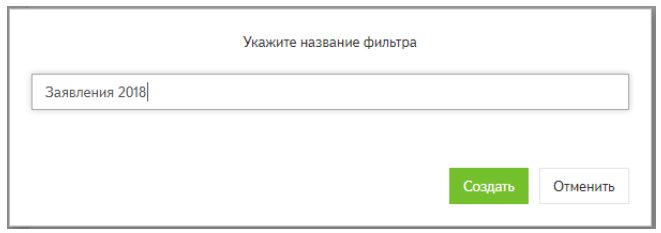 Укажите название фильтра
Заявления 2018
Создать Отменить